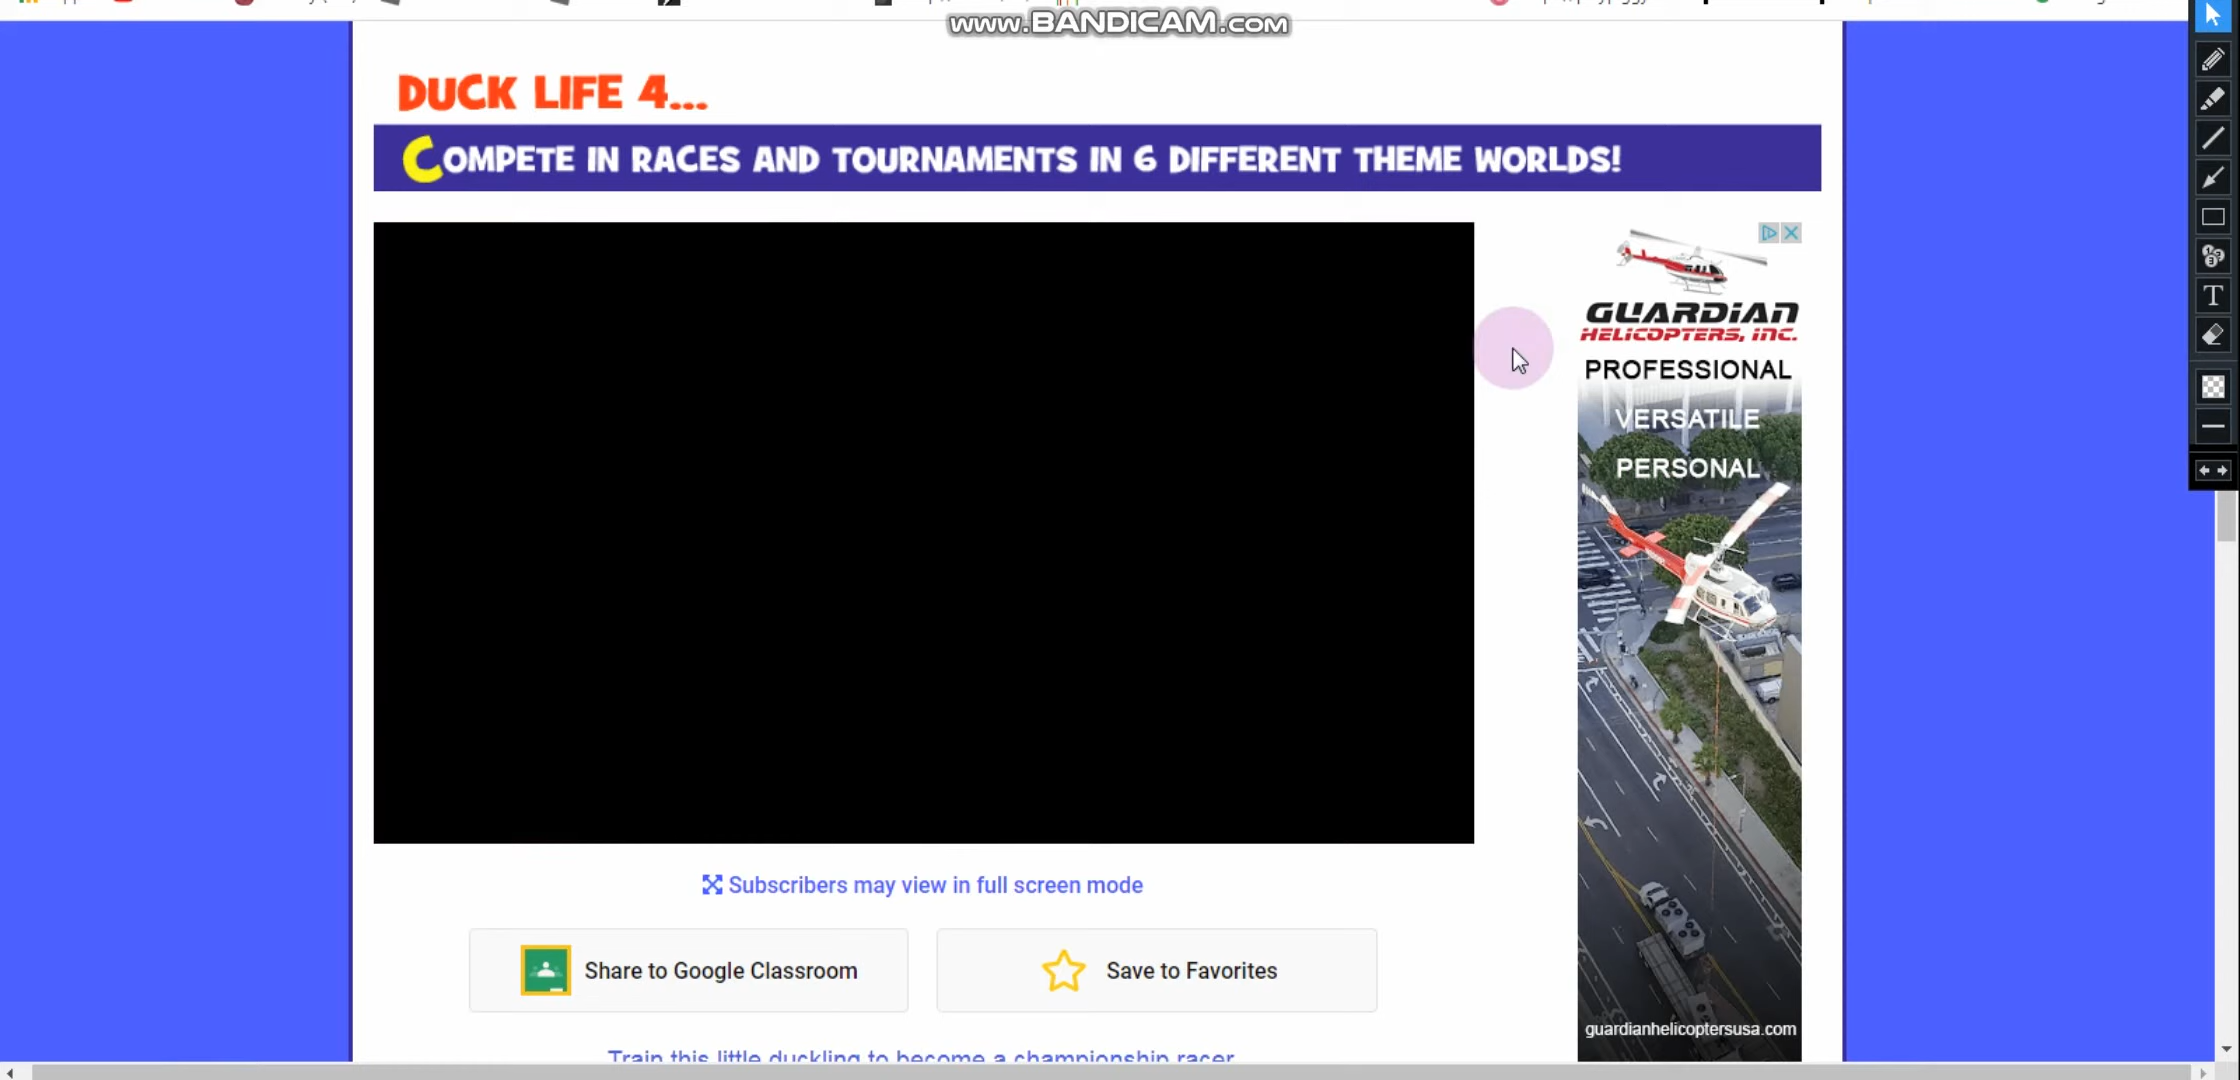 www.BANDICAM.com
DUCK LIFE 4...
COMPETE IN RACES AND TOURNAMENTS IN 6 DIFFERENT THEME WORLDS!
GUARDIAN
HELICOPTERS, INC.
PROFESSIONAL
VERSATILE
PERSONAL
guardianhelicoptersusa.com
Subscribers may view in full screen mode
Share to Google Classroom
Save to Favorites
Train this little duckling to become a championship racer
T